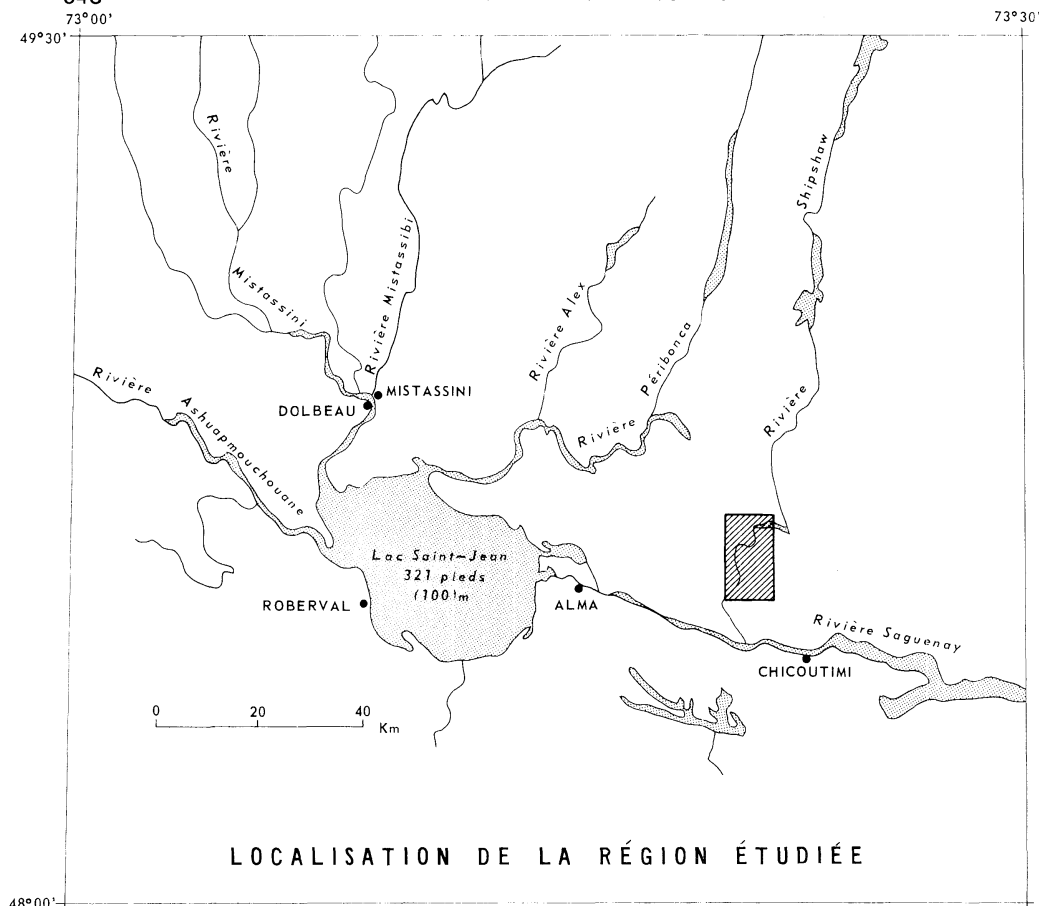 73°00'
73°30'
49°30'
Rivière
Shipshaw
Mistassini
Rivière Mistassibi
Rivière Alex
Péribonca
Rivière
Ashuapmouchouane
MISTASSINI
DOLBEAU
Rivière
Rivière
Lac Saint-Jean
321 pieds
(100)m
ROBERVAL
ALMA
Rivière Saguenay
CHICOUTIMI
0 20 40
Km
LOCALISATION DE LA RÉGION ÉTUDIÉE
48°00'